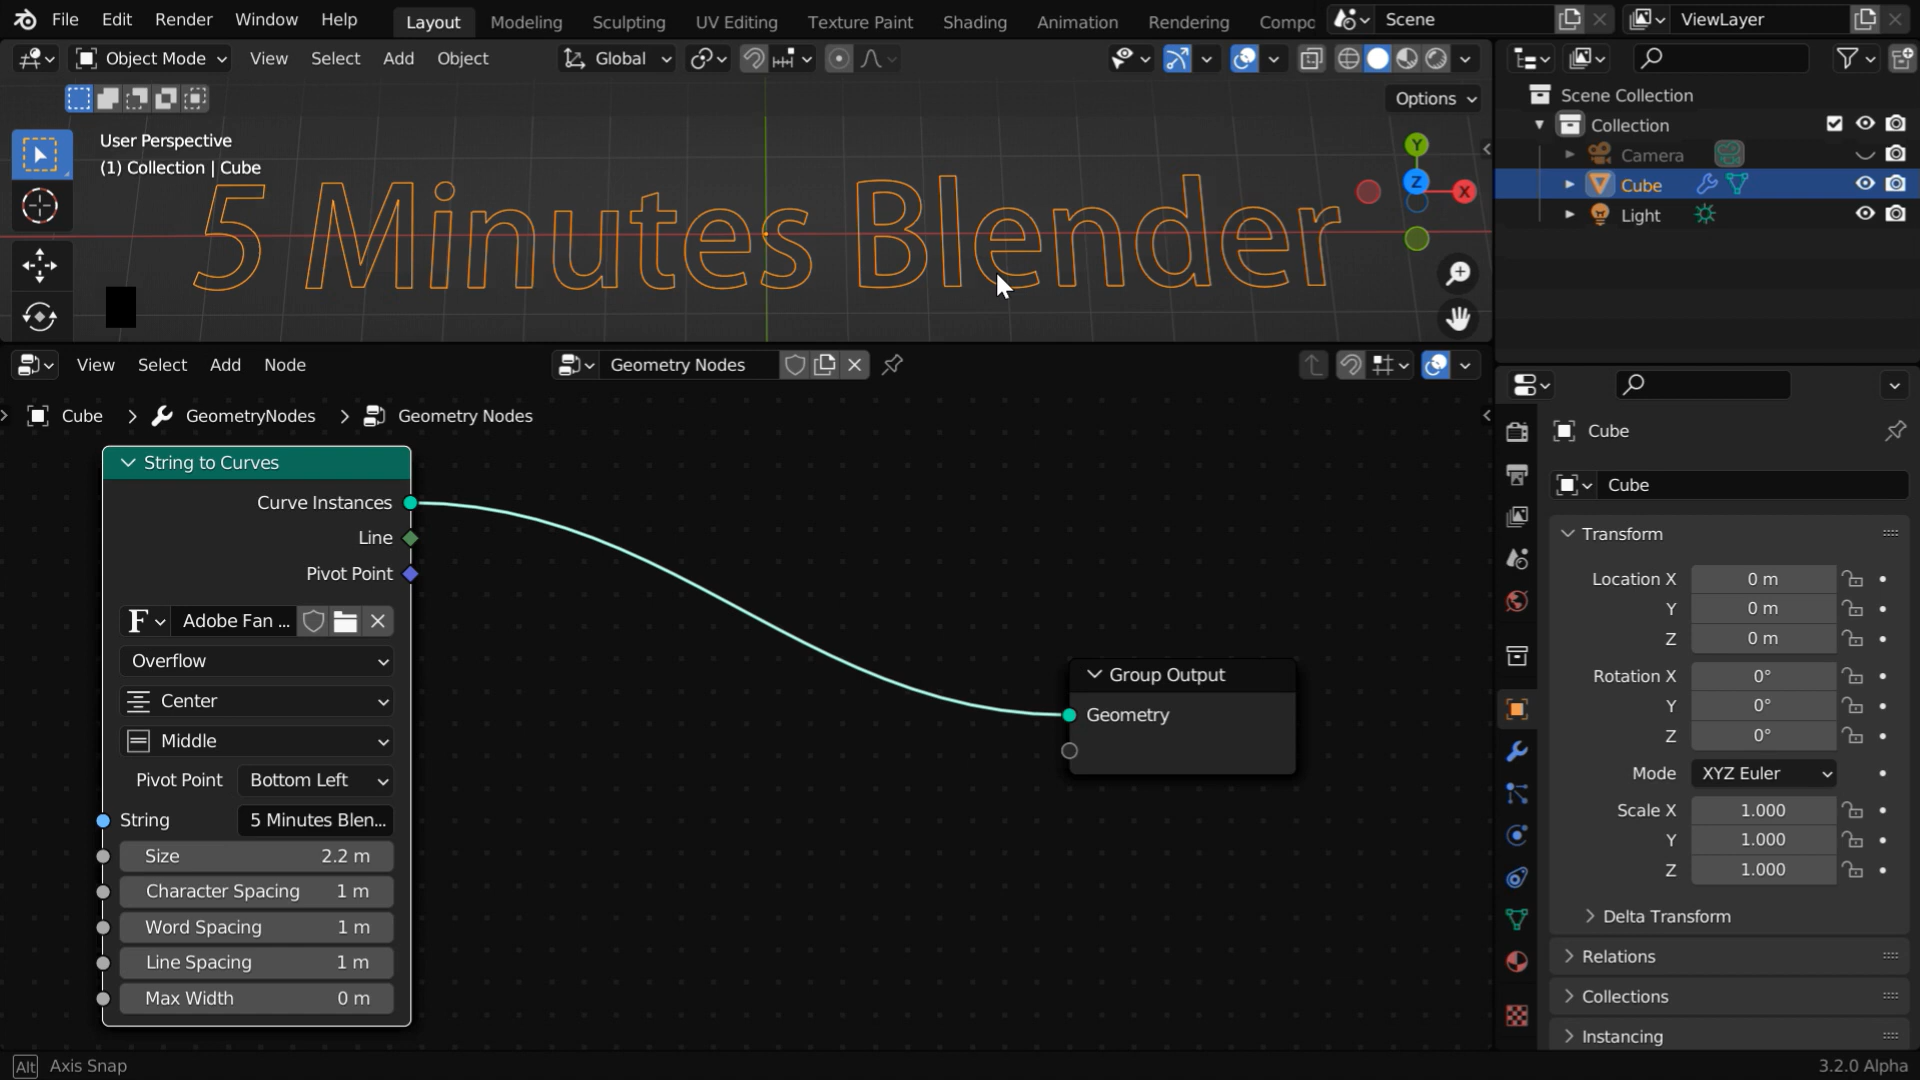 File Edit Render Window Help Layout Modeling Sculpting UV Editing Texture Paint Shading Animation Rendering Compo Scene ViewLayer
Object Mode View Select Add Object Global
Options
User Perspective
(1) Collection | Cube
5 Minutes Blender
Y
Z
X
Scene Collection
Collection
Camera
Cube
Light
View Select Add Node Geometry Nodes
Cube > GeometryNodes > Geometry Nodes
String to Curves
Curve Instances
Line
Pivot Point
F Adobe Fan ...
Overflow
Center
Middle
Pivot Point Bottom Left
String 5 Minutes Blen...
Size 2.2 m
Character Spacing 1 m
Word Spacing 1 m
Line Spacing 1 m
Max Width 0 m
Group Output
Geometry
Cube
Cube
Transform
Location X 0 m
Y 0 m
Z 0 m
Rotation X 0°
Y 0°
Z 0°
Mode XYZ Euler
Scale X 1.000
Y 1.000
Z 1.000
Delta Transform
Relations
Collections
Instancing
Alt Axis Snap
3.2.0 Alpha